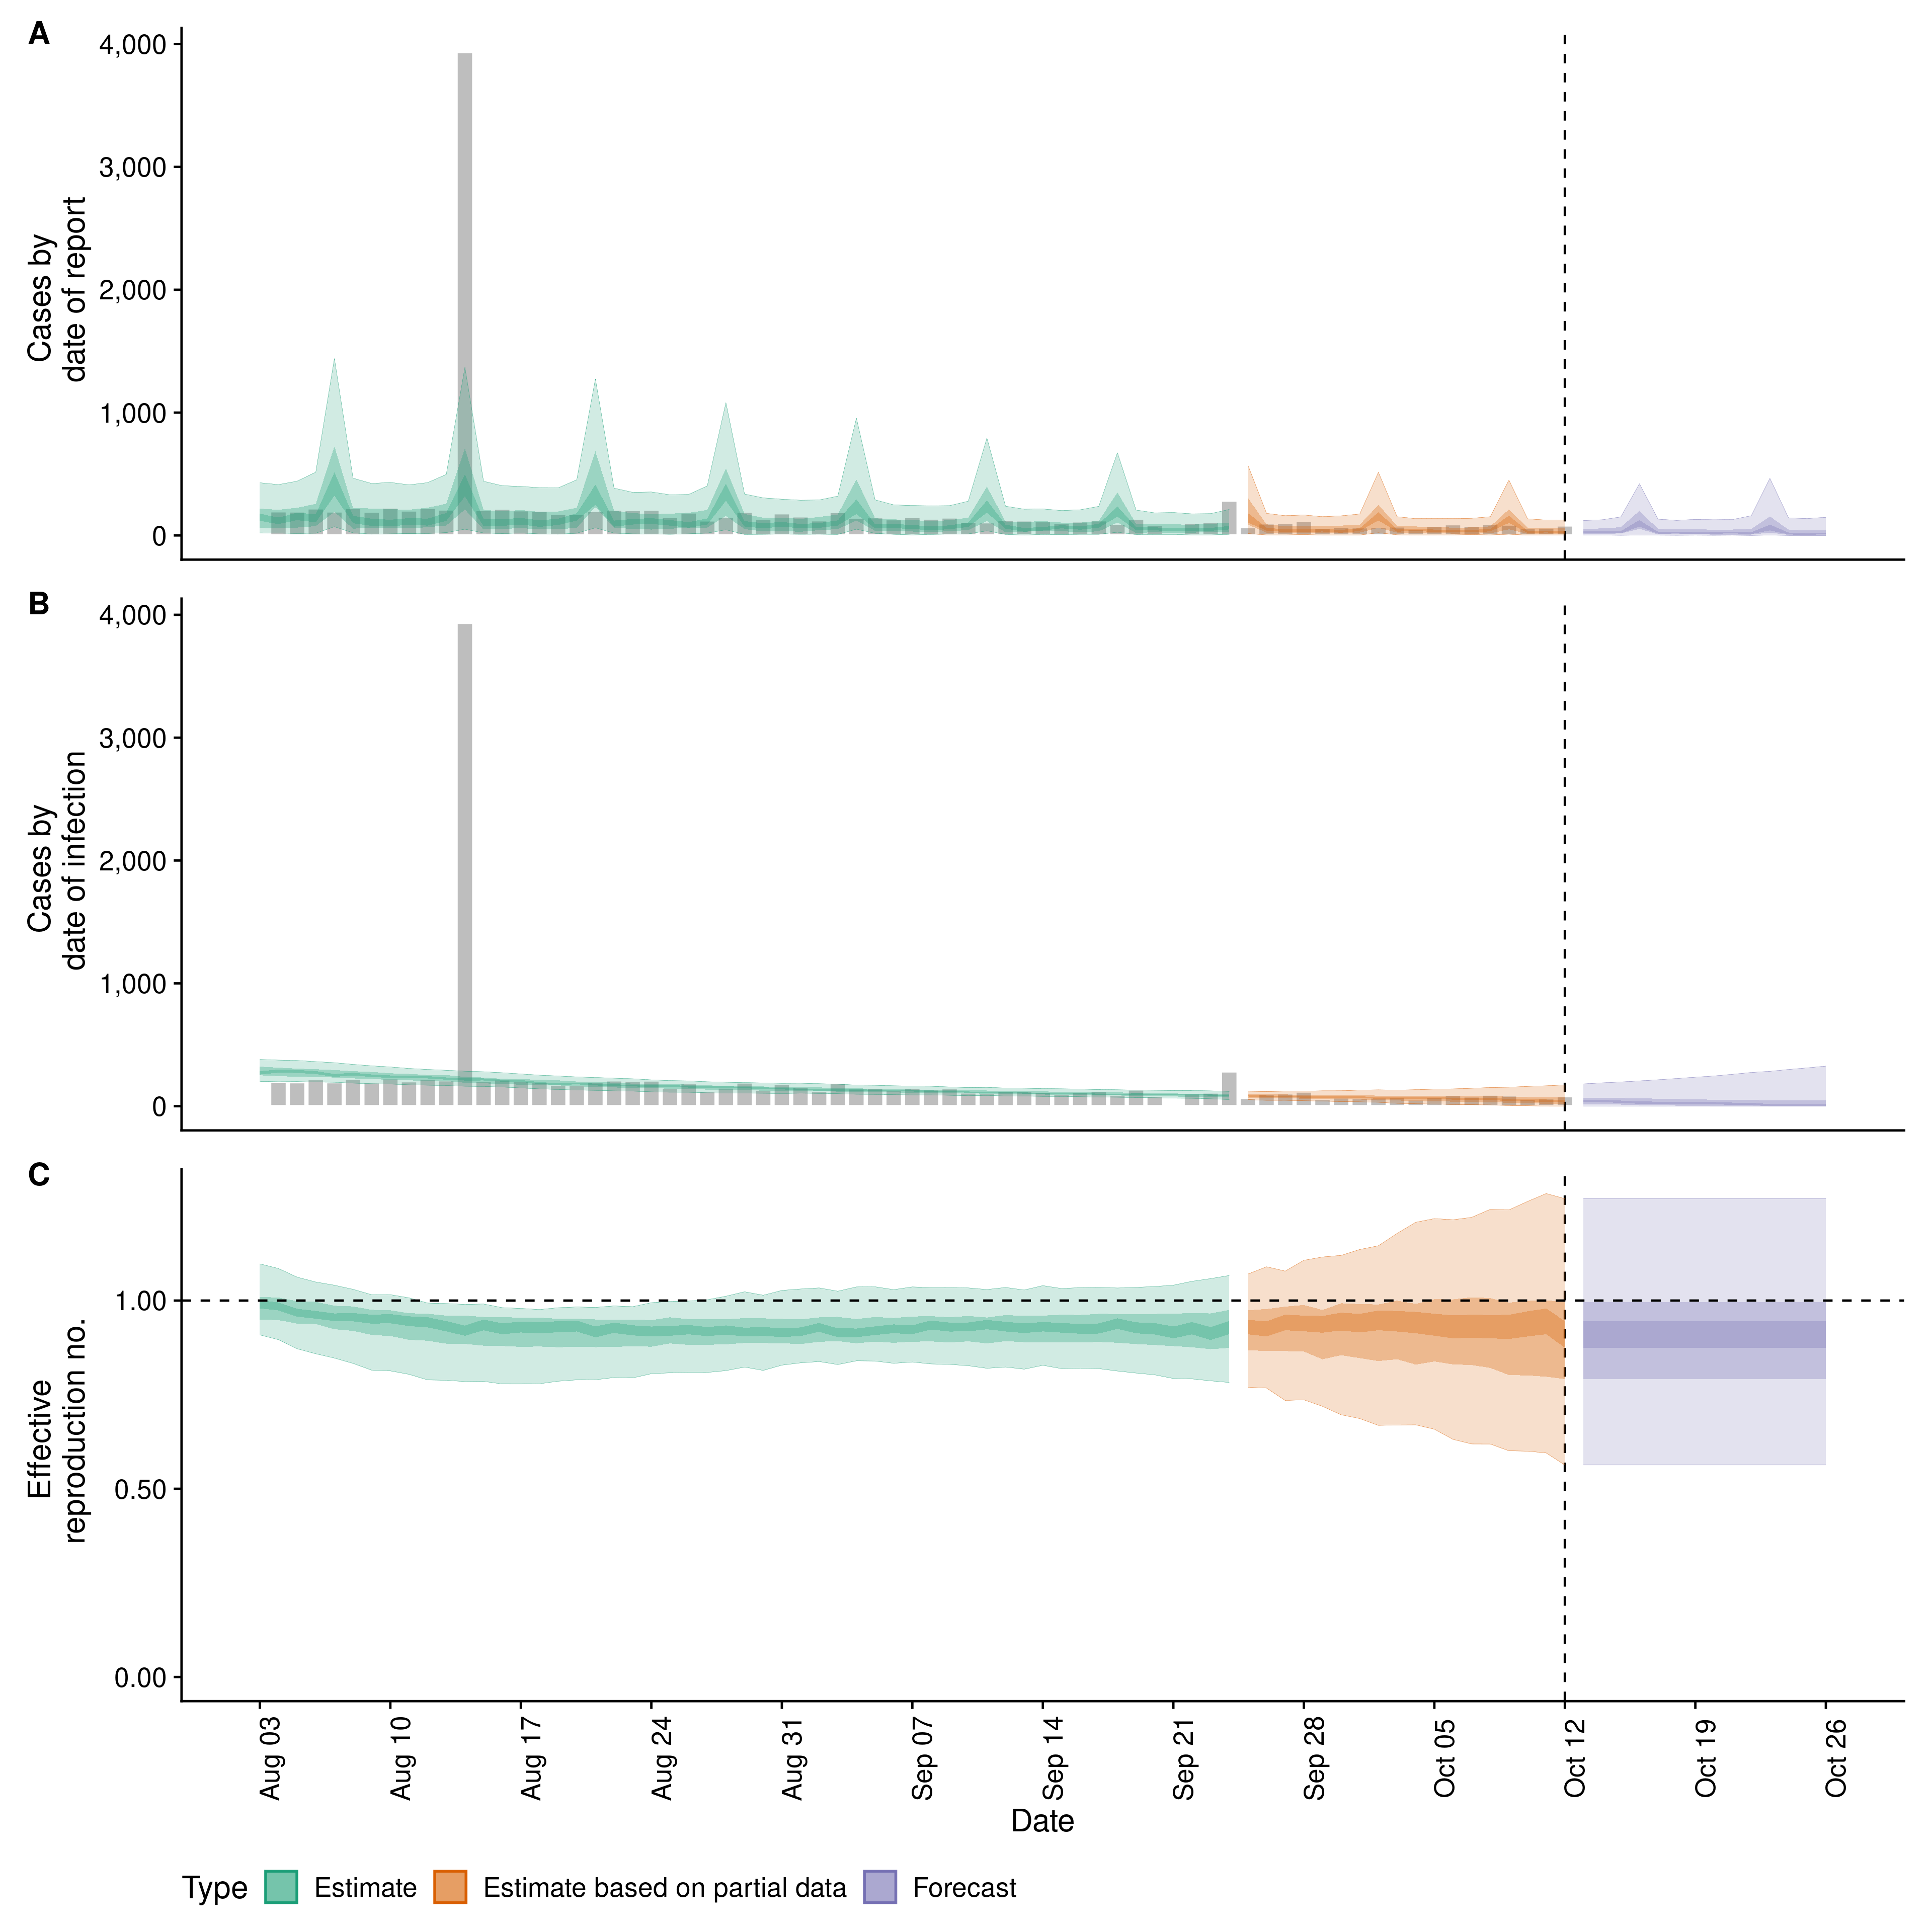 A
Cases by
date of report
4,000
3,000
2,000
1,000
0
B
Cases by
date of infection
4,000
3,000
2,000
1,000
0
C
Effective
reproduction no.
1.00
0.50
0.00
Aug 03
Aug 10
Aug 17
Aug 24
Aug 31
Sep 07
Sep 14
Sep 21
Sep 28
Oct 05
Oct 12
Oct 19
Oct 26
Date
Type Estimate Estimate based on partial data Forecast